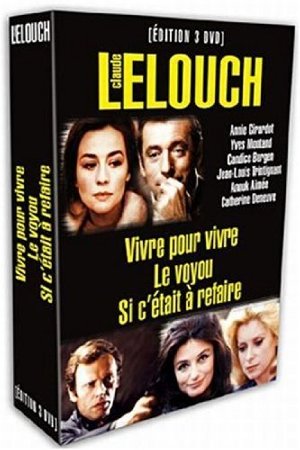 [ÉDITION 3 DVD]
claude
LELOUCH
Annie Girardot
Yves Montand
Candice Bergen
Jean-Louis Trintignant
Anouk Aimée
Catherine Deneuve
Vivre pour vivre
Le voyou
Si c'était à refaire
Claude
LELOUCH
Vivre pour vivre
Le voyou
Si c'était à refaire
[ÉDITION 3 DVD]